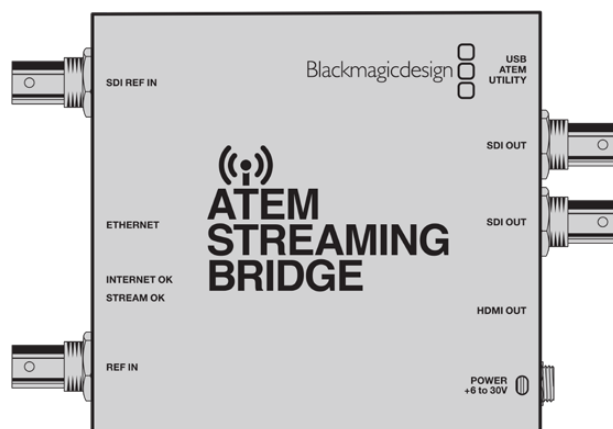 SDI REF IN
Blackmagicdesign
USB
ATEM
UTILITY
SDI OUT
ETHERNET
ATEM
STREAMING
BRIDGE
SDI OUT
INTERNET OK
STREAM OK
HDMI OUT
REF IN
POWER
+6 to 30V